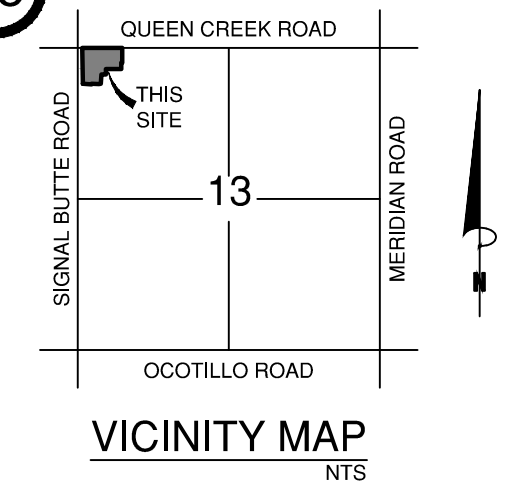 QUEEN CREEK ROAD
THIS
SITE
SIGNAL BUTTE ROAD
13
MERIDIAN ROAD
N
OCOTILLO ROAD
VICINITY MAP
NTS